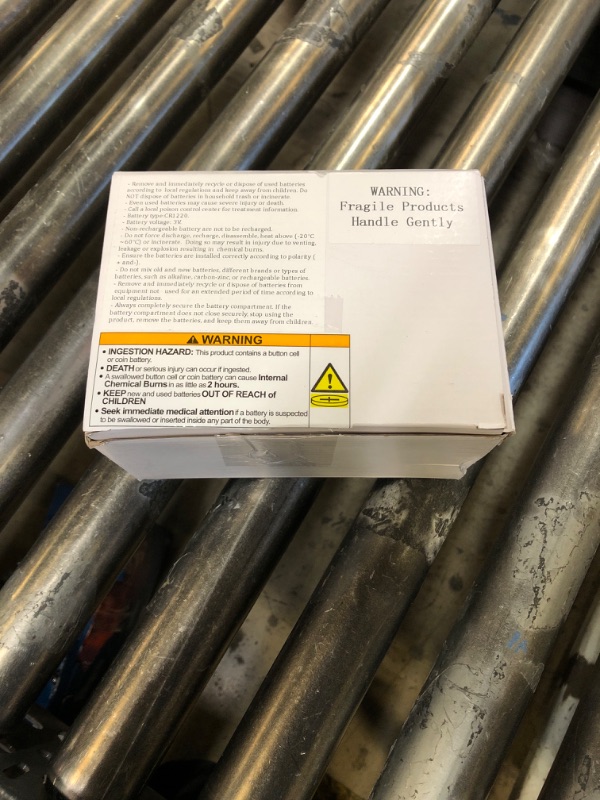 - Remove and immediately recycle or dispose of used batteries
according to local regulations and keep away from children. Do
NOT dispose of batteries in household trash or incinerate.
- Even used batteries may cause severe injury or death.
- Call a local poison control center for treatment information.
- Battery type:CR1220.
- Battery voltage: 3V
- Non-rechargeable battery are not to be recharged.
- Do not force discharge, recharge, disassemble, heat above (-20°C
~60°C) or incinerate. Doing so may result in injury due to venting,
leakage or explosion resulting in chemical burns.
- Ensure the batteries are installed correctly according to polarity (
+ and-).
- Do not mix old and new batteries, different brands or types of
batteries, such as alkaline, carbon-zinc, or rechargeable batteries.
- Remove and immediately recycle or dispose of batteries from
equipment not - used for an extended period of time according to
local regulations.
- Always completely secure the battery compartment. If the
battery compartment does not close securely, stop using the
product, remove the batteries, and keep them away from children.
WARNING:
Fragile Products
Handle Gently
WARNING
• INGESTION HAZARD: This product contains a button cell
or coin battery.
• DEATH or serious injury can occur if ingested.
• A swallowed button cell or coin battery can cause Internal
Chemical Burns in as little as 2 hours.
• KEEP new and used batteries OUT OF REACH of
CHILDREN
• Seek immediate medical attention if a battery is suspected
to be swallowed or inserted inside any part of the body.